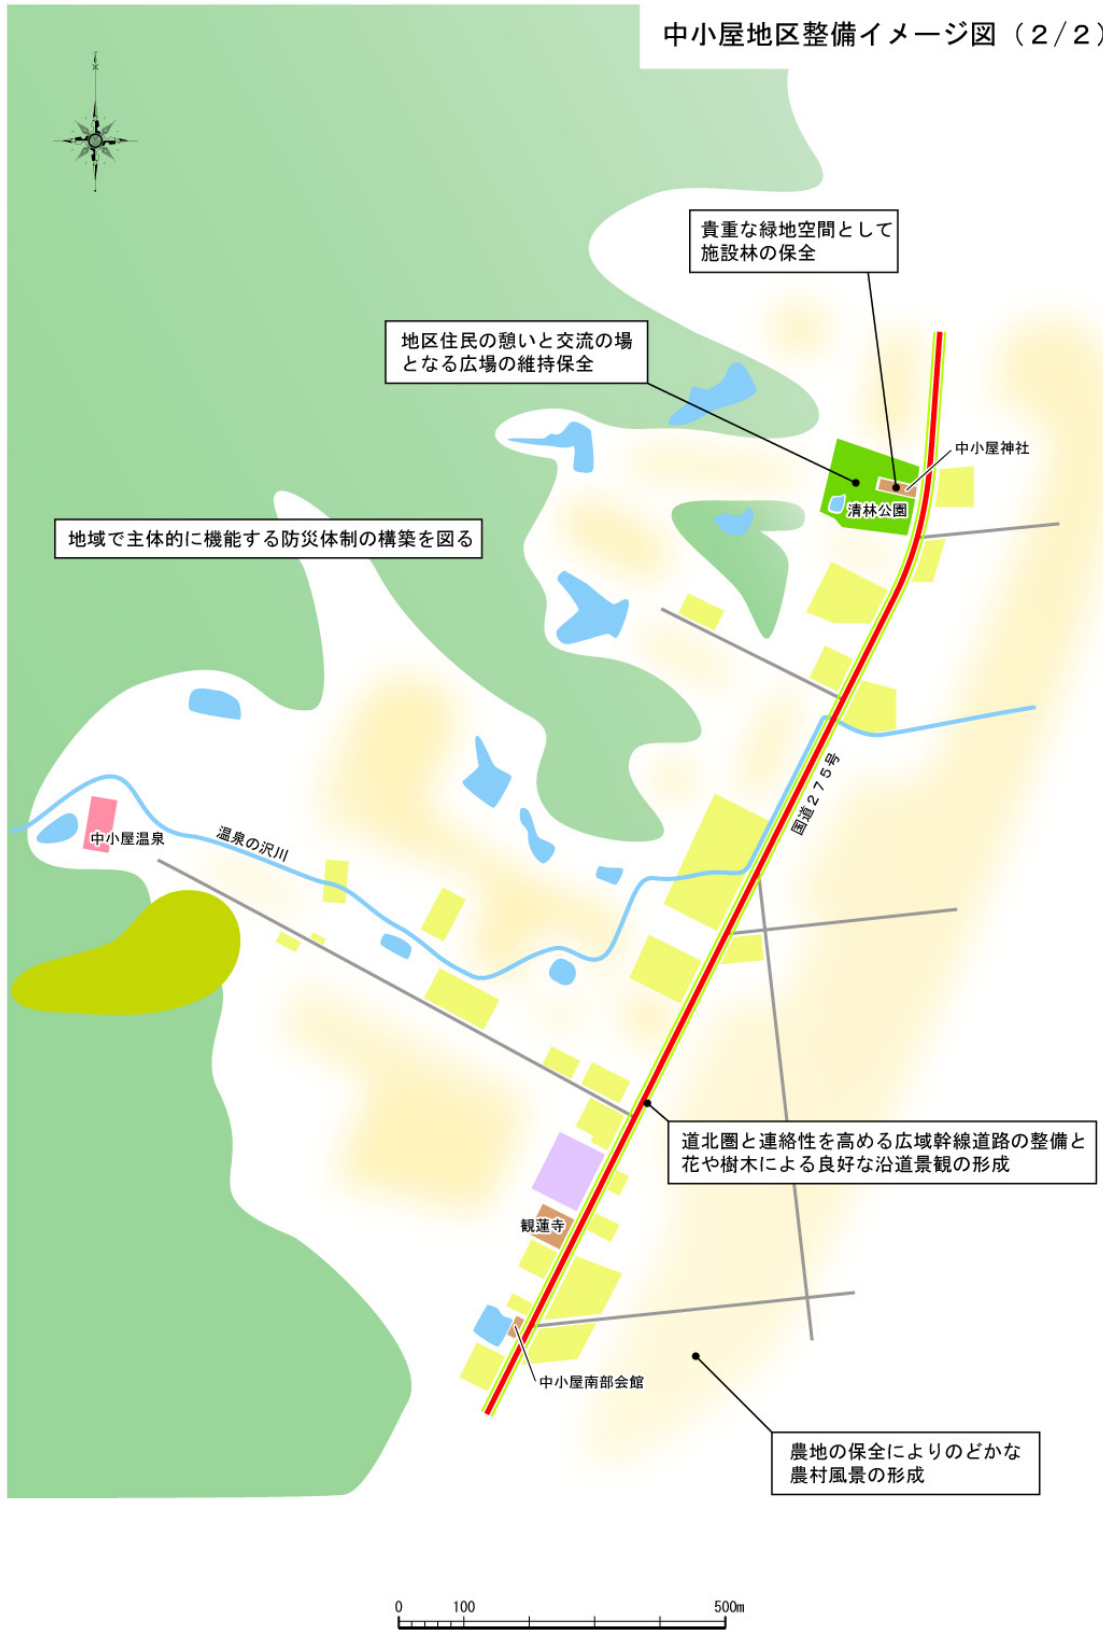 中小屋地区整備イメージ図（２/２）
貴重な緑地空間として
施設林の保全
地区住民の憩いと交流の場
となる広場の維持保全
中小屋神社
清林公園
地域で主体的に機能する防災体制の構築を図る
国道２７５号
中小屋温泉
温泉の沢川
道北圏と連絡性を高める広域幹線道路の整備と
花や樹木による良好な沿道景観の形成
観蓮寺
中小屋南部会館
農地の保全によりのどかな
農村風景の形成
0 100 500m